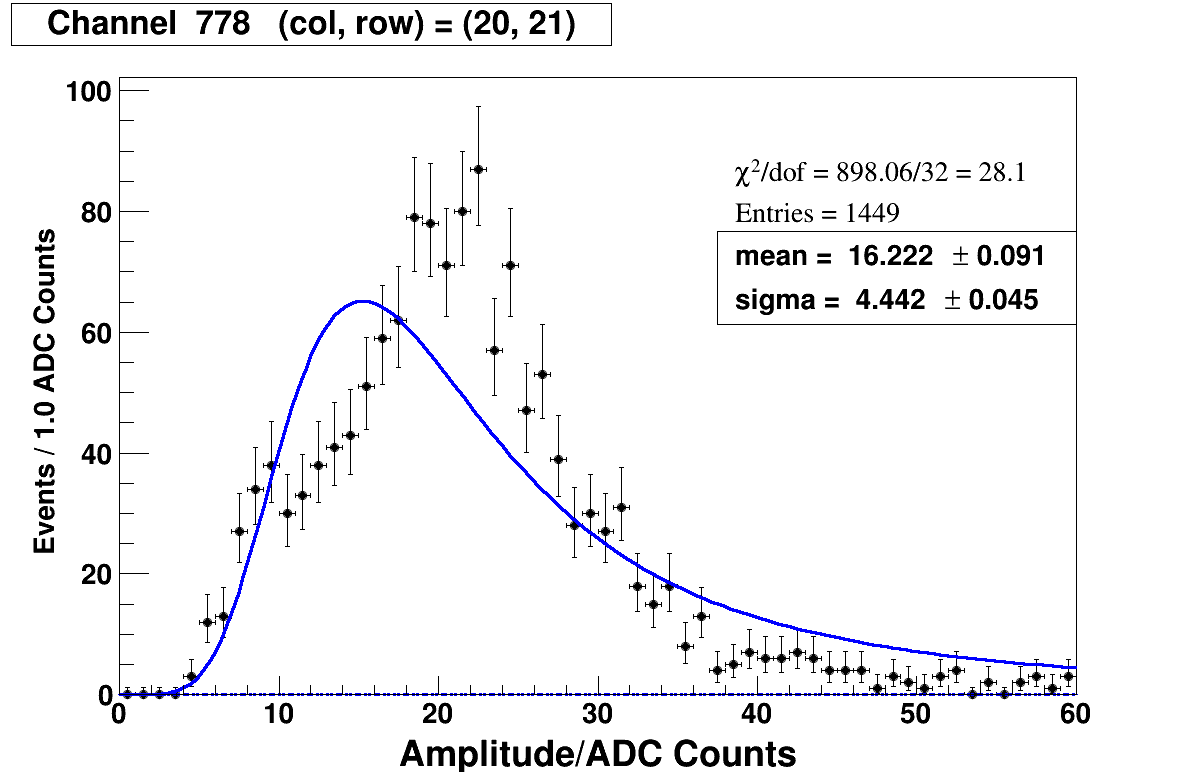 Channel 778 (col, row) = (20, 21)
100
80
60
40
20
0
Events / 1.0 ADC Counts
χ²/dof = 898.06/32 = 28.1
Entries = 1449
mean = 16.222 ± 0.091
sigma = 4.442 ± 0.045
0 10 20 30 40 50 60
Amplitude/ADC Counts